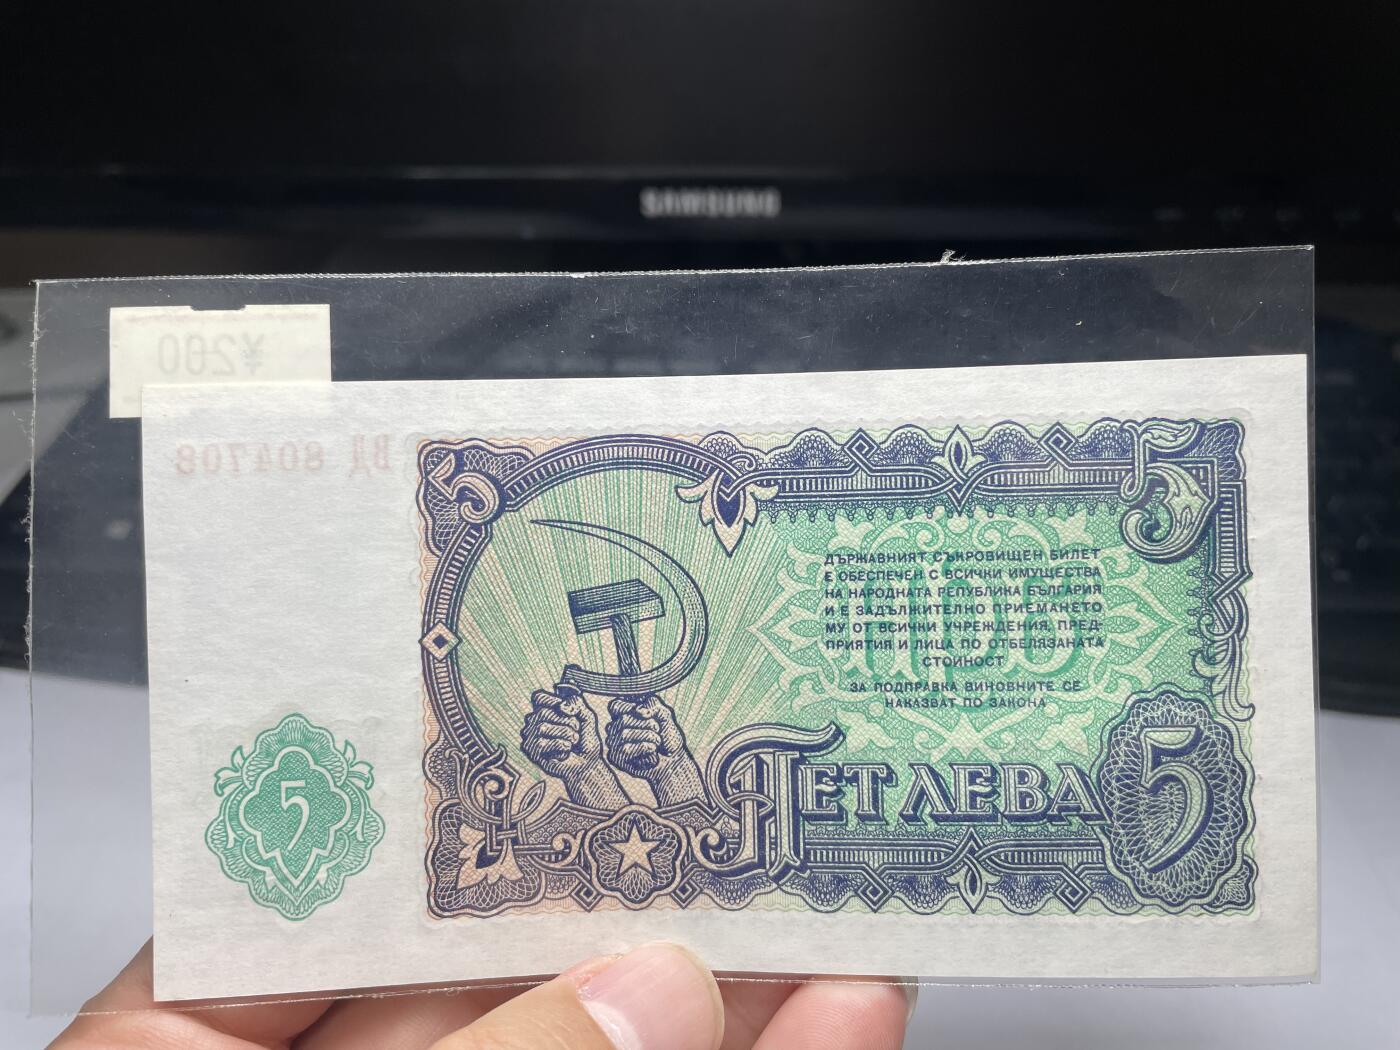 SAMSUNG
¥200
ВД 804708
5
5
ДЪРЖАВНИЯТ СЪКРОВИЩЕН БИЛЕТ
Е ОБЕСПЕЧЕН С ВСИЧКИ ИМУЩЕСТВА
НА НАРОДНАТА РЕПУБЛИКА БЪЛГАРИЯ
И Е ЗАДЪЛЖИТЕЛНО ПРИЕМАНЕТО
МУ ОТ ВСИЧКИ УЧРЕЖДЕНИЯ, ПРЕД-
ПРИЯТИЯ И ЛИЦА ПО ОТБЕЛЯЗАНАТА
СТОИНОСТ
ЗА ПОДПРАВКА ВИНОВНИТЕ СЕ
НАКАЗВАТ ПО ЗАКОНА
5
ПЕТ ЛЕВА
5